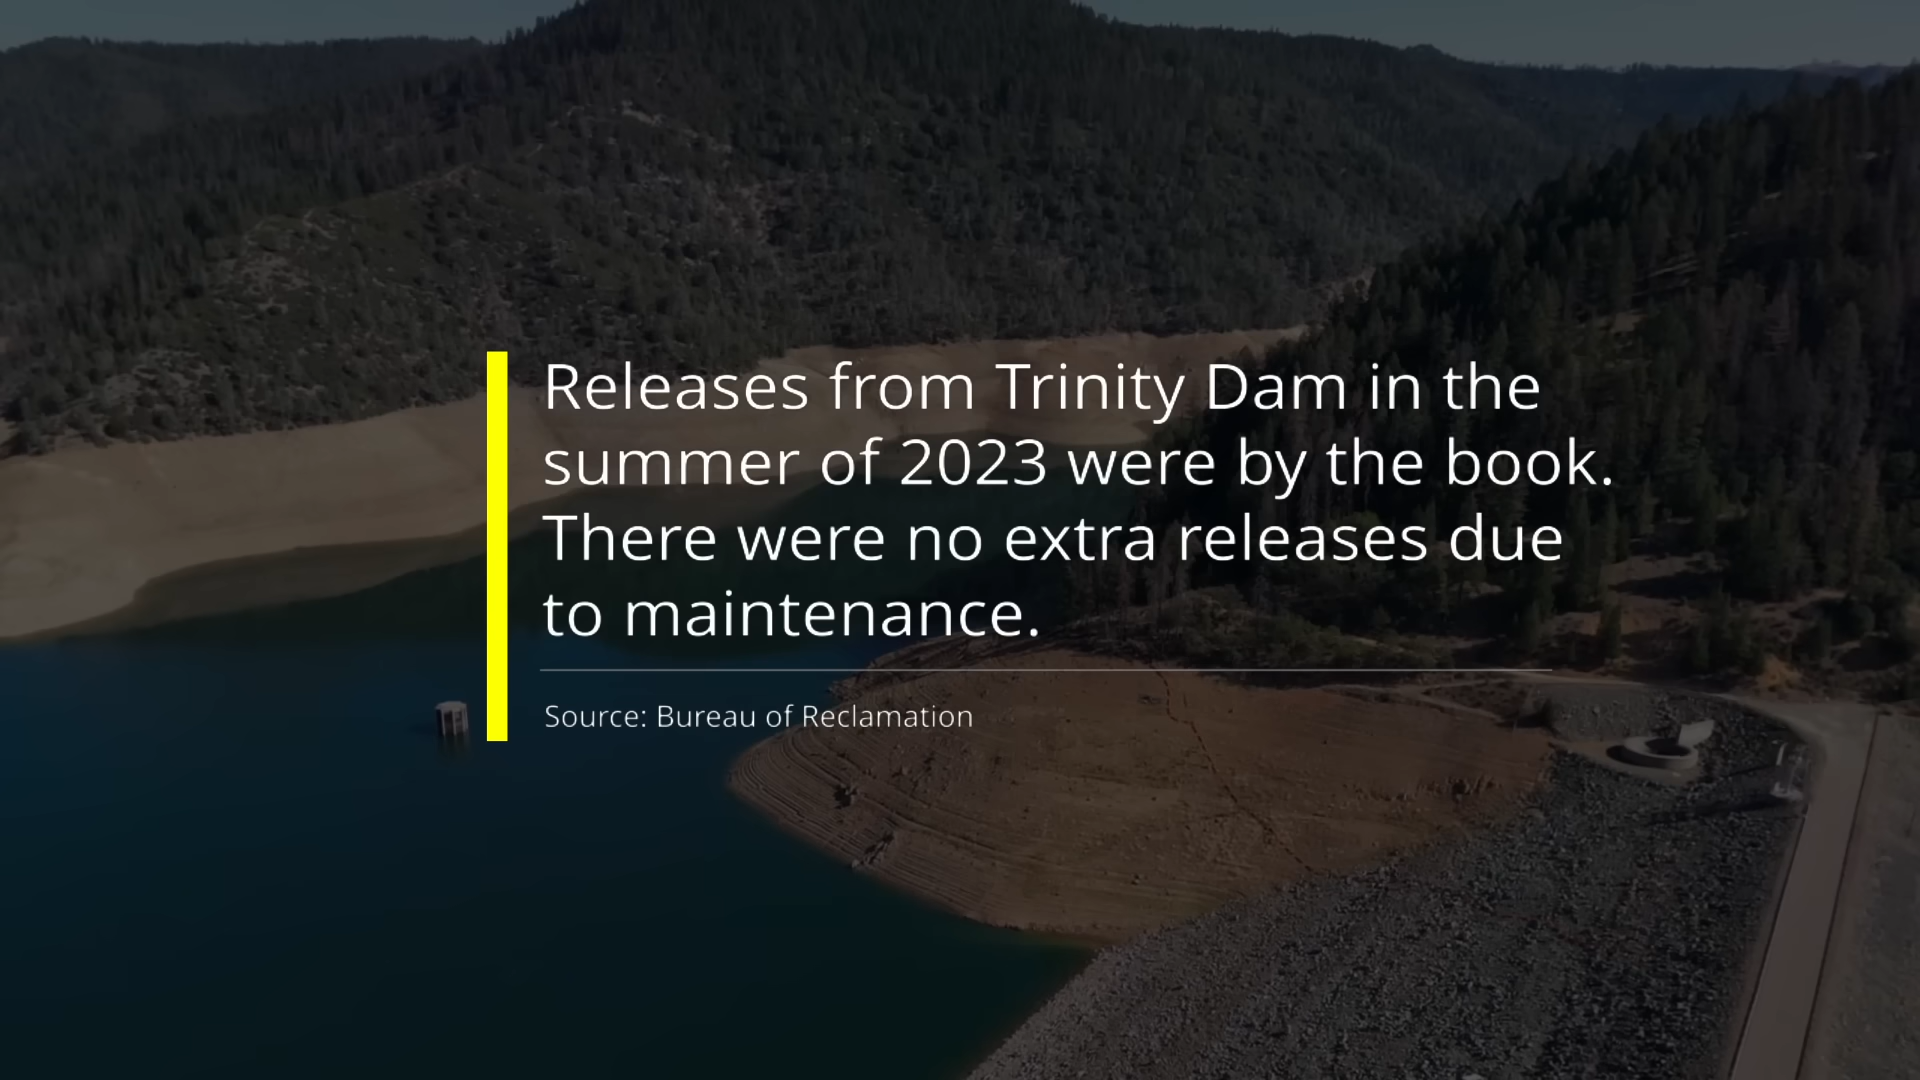 Releases from Trinity Dam in the
summer of 2023 were by the book.
There were no extra releases due
to maintenance.
Source: Bureau of Reclamation